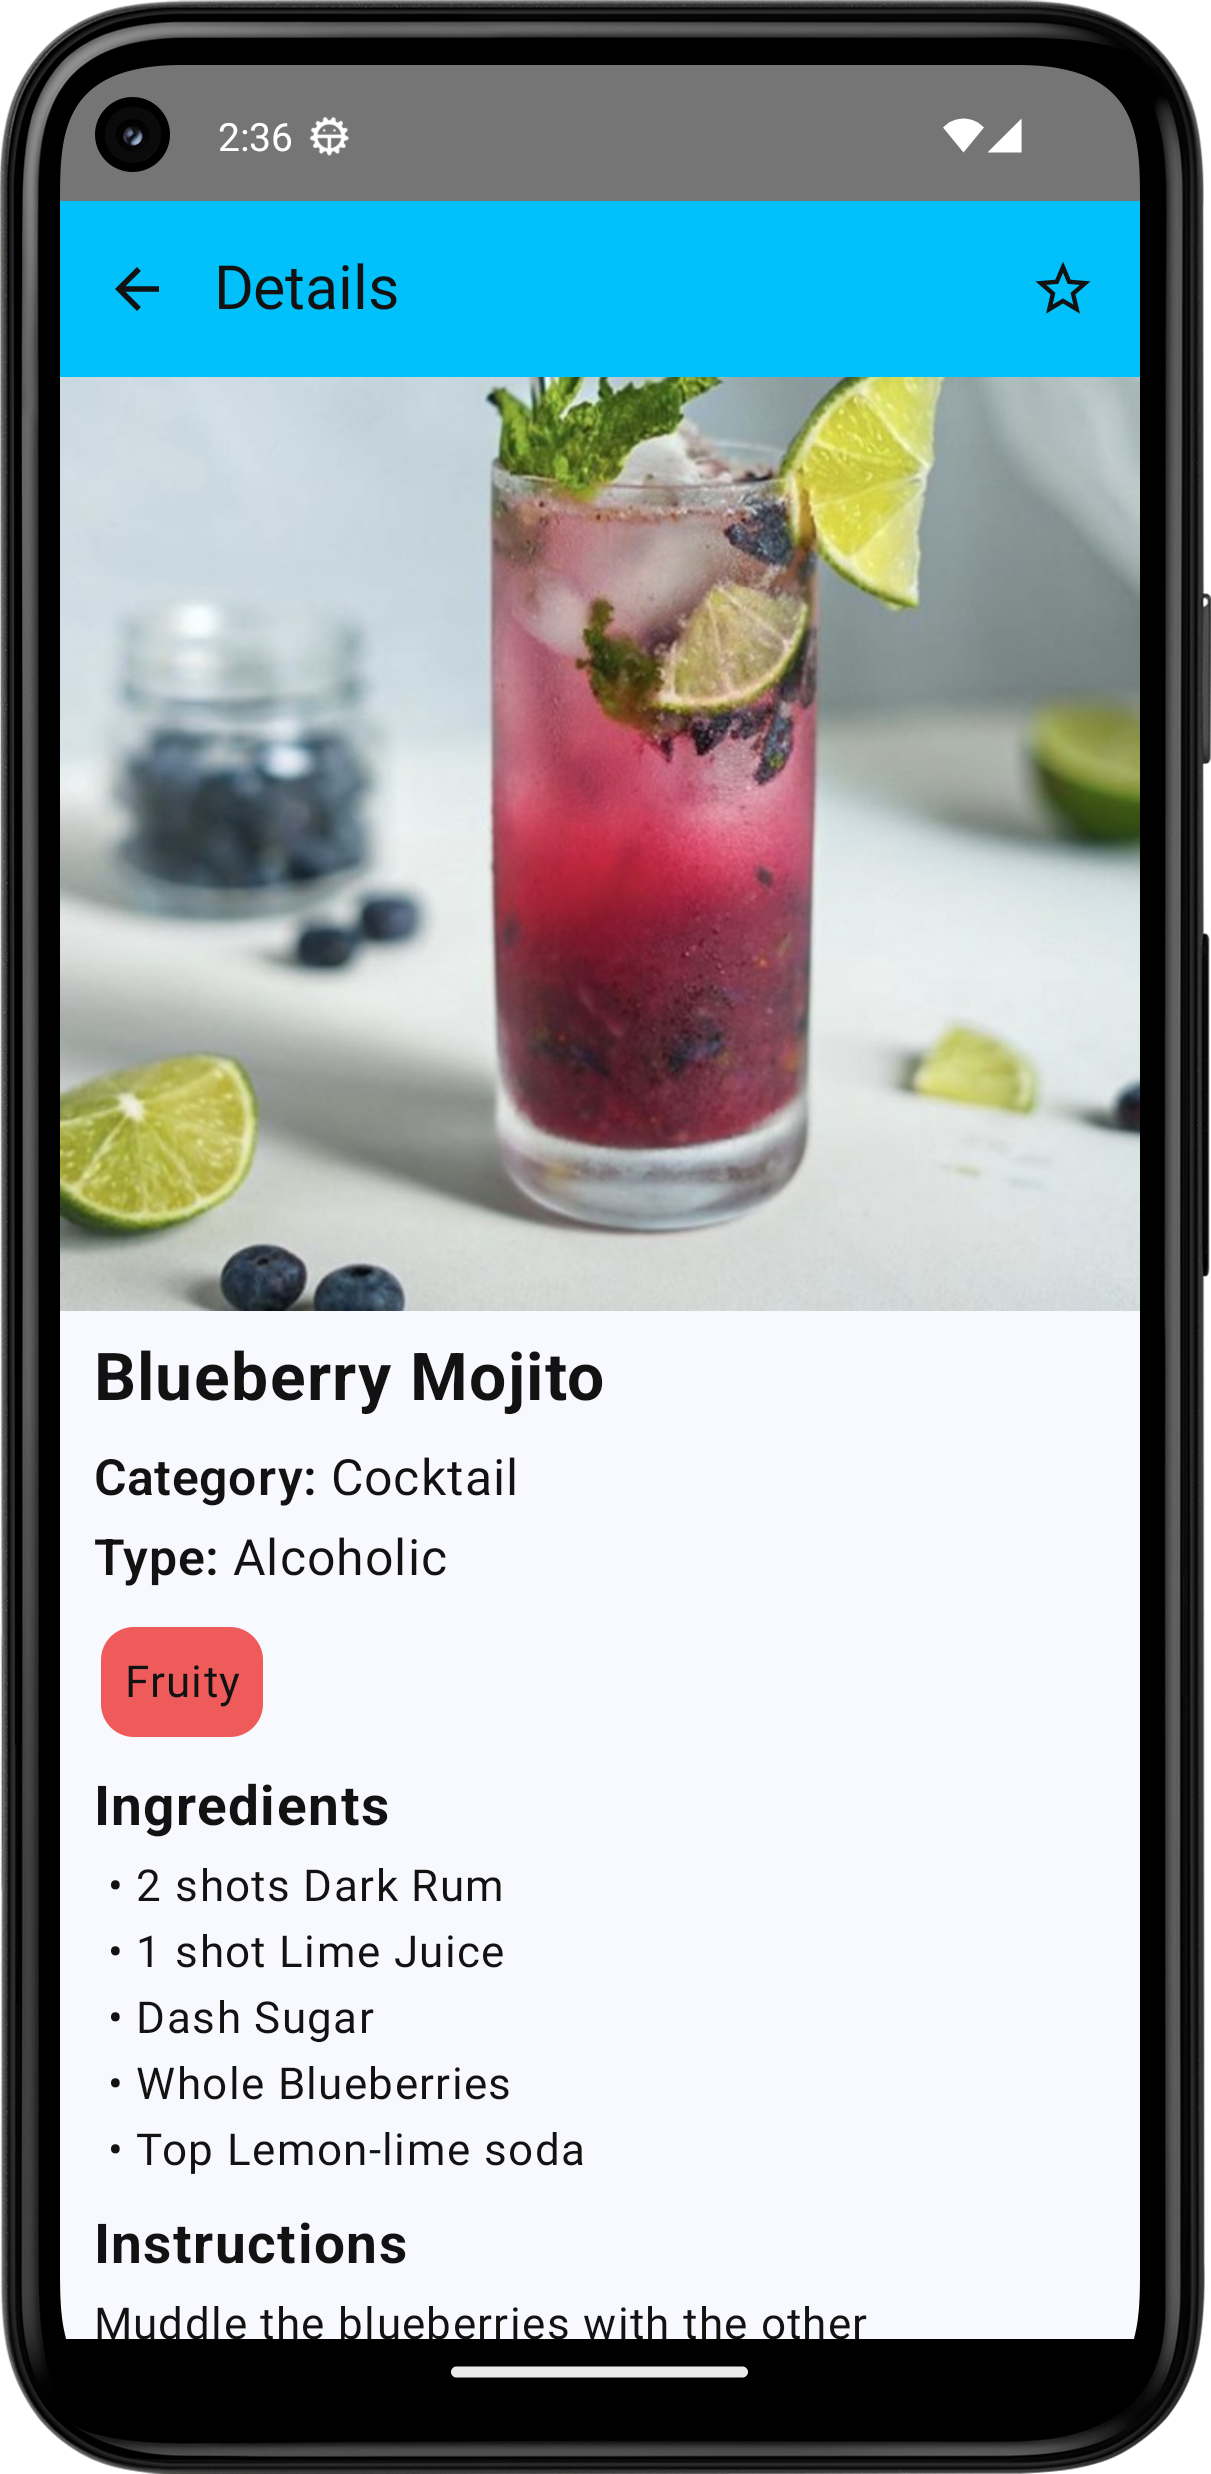 2:36
Details
Blueberry Mojito
Category: Cocktail
Type: Alcoholic
Fruity
Ingredients
• 2 shots Dark Rum
• 1 shot Lime Juice
• Dash Sugar
• Whole Blueberries
• Top Lemon-lime soda
Instructions
Muddle the blueberries with the other